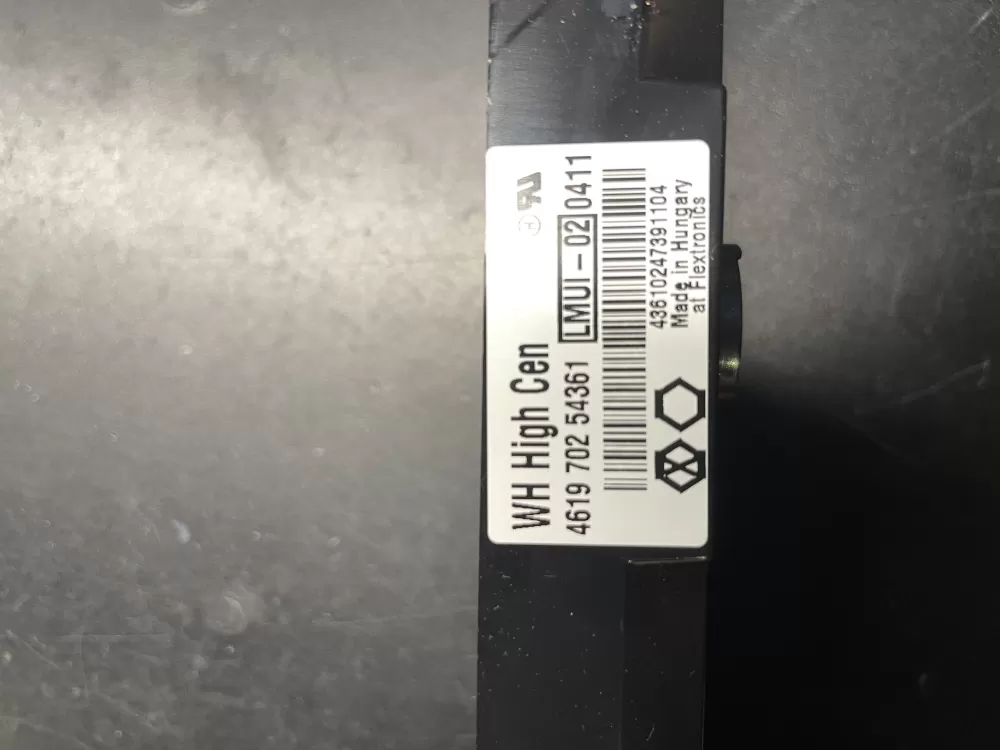 WH High Cen
4619 702 54361 LMUI-02 0411
43610247391104
Made in Hungary
at Flextronics